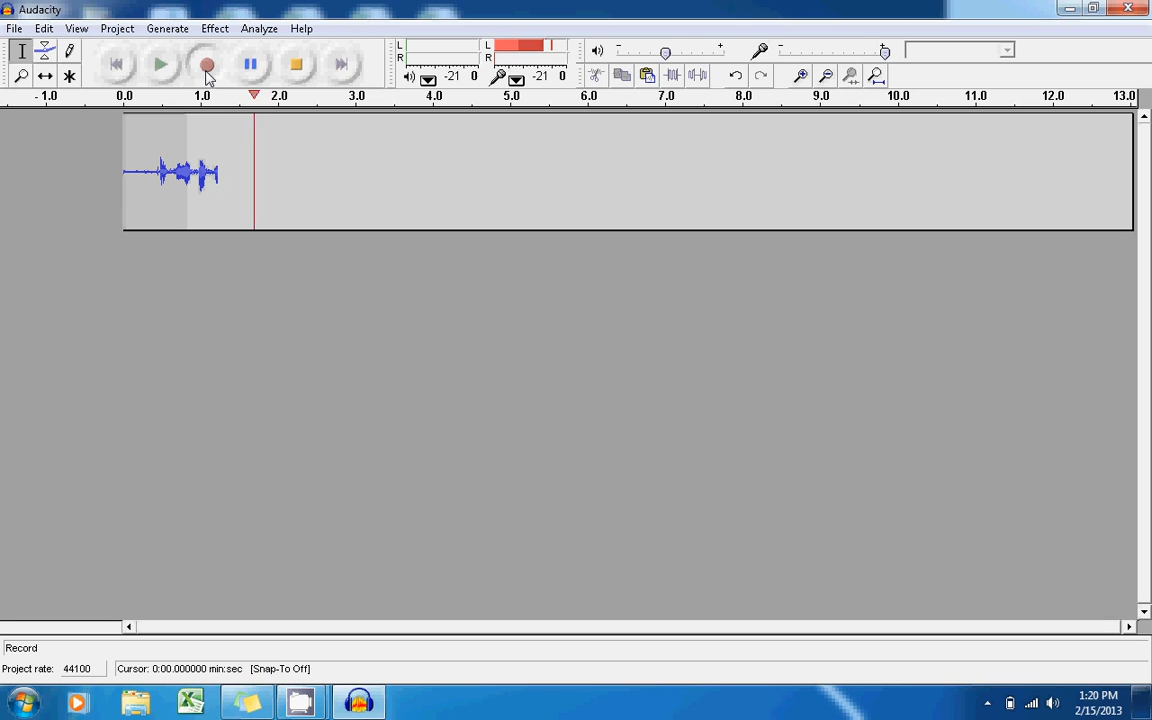 Audacity
File Edit View Project Generate Effect Analyze Help
L L
R R
-21 0 -21 0
- 1.0 0.0 1.0 2.0 3.0 4.0 5.0 6.0 7.0 8.0 9.0 10.0 11.0 12.0 13.0
Record
Project rate: 44100 Cursor: 0:00.000000 min:sec [Snap-To Off]
1:20 PM
2/15/2013